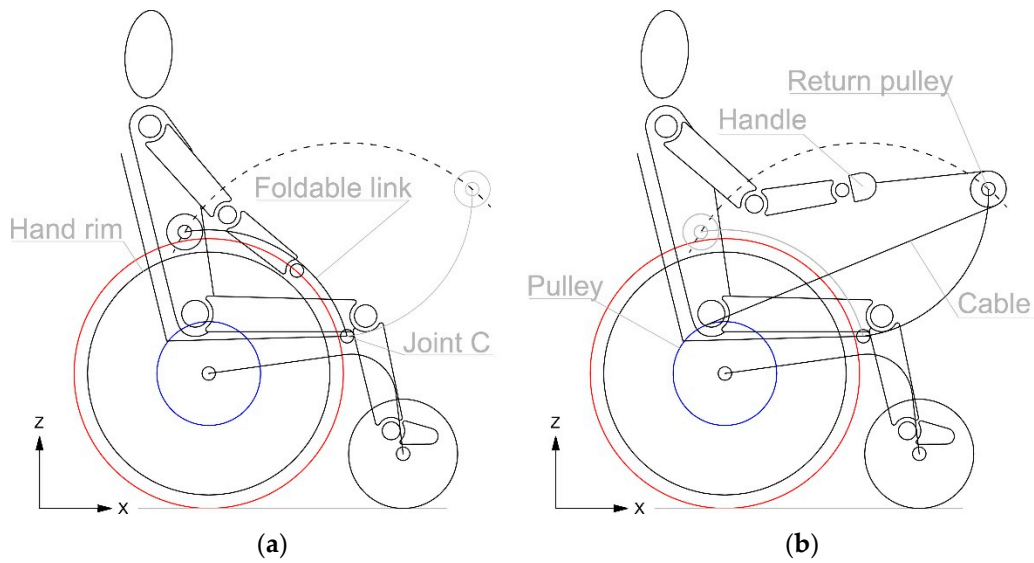 Foldable link
Hand rim
Joint C
z
x
(a)
Return pulley
Handle
Pulley
Cable
z
x
(b)